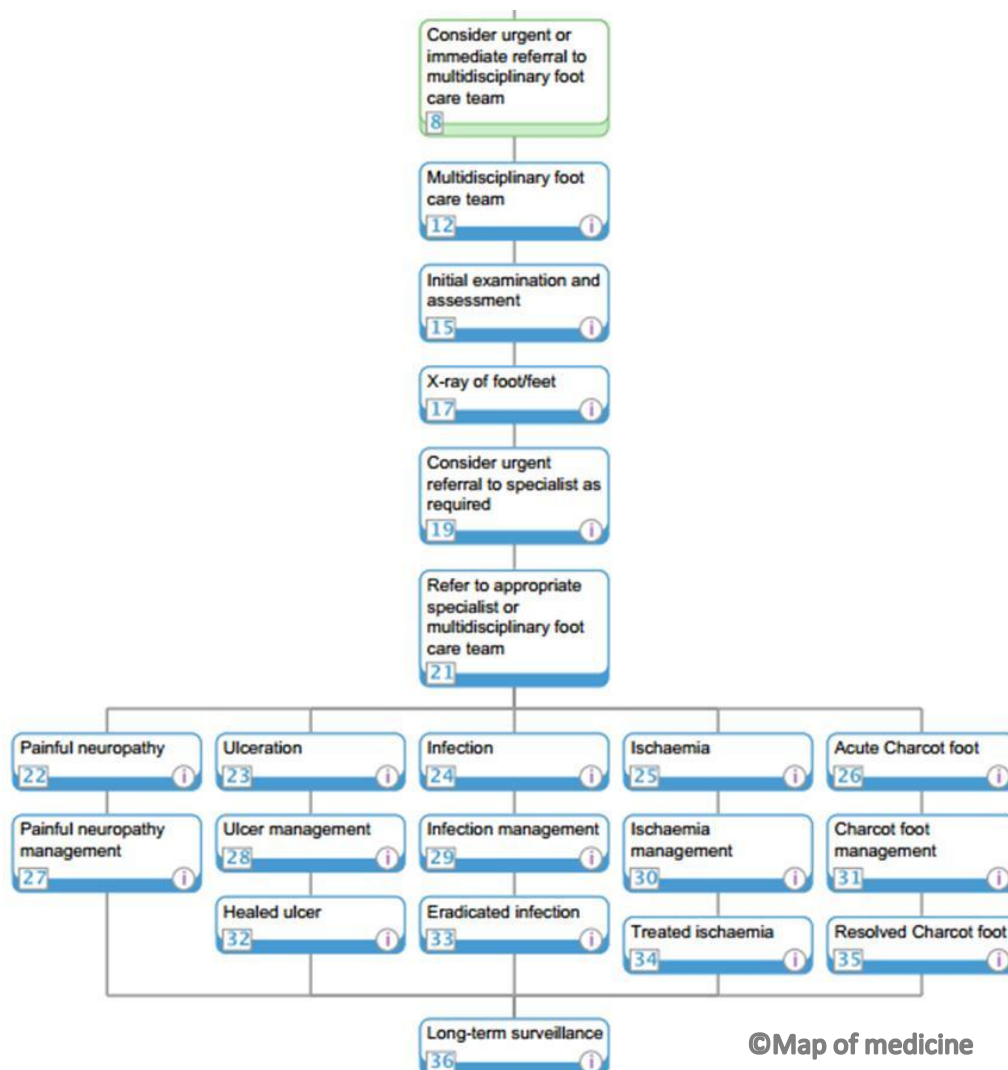 Consider urgent or
immediate referral to
multidisciplinary foot
care team
8
Multidisciplinary foot
care team
12 i
Initial examination and
assessment
15 i
X-ray of foot/feet
17 i
Consider urgent
referral to specialist as
required
19 i
Refer to appropriate
specialist or
multidisciplinary foot
care team
21
Painful neuropathy
22 i
Ulceration
23 i
Infection
24 i
Ischaemia
25 i
Acute Charcot foot
26 i
Painful neuropathy
management
27 i
Ulcer management
28 i
Infection management
29 i
Ischaemia
management
30 i
Charcot foot
management
31 i
Healed ulcer
32 i
Eradicated infection
33 i
Treated ischaemia
34 i
Resolved Charcot foot
35 i
Long-term surveillance
36 i
©Map of medicine